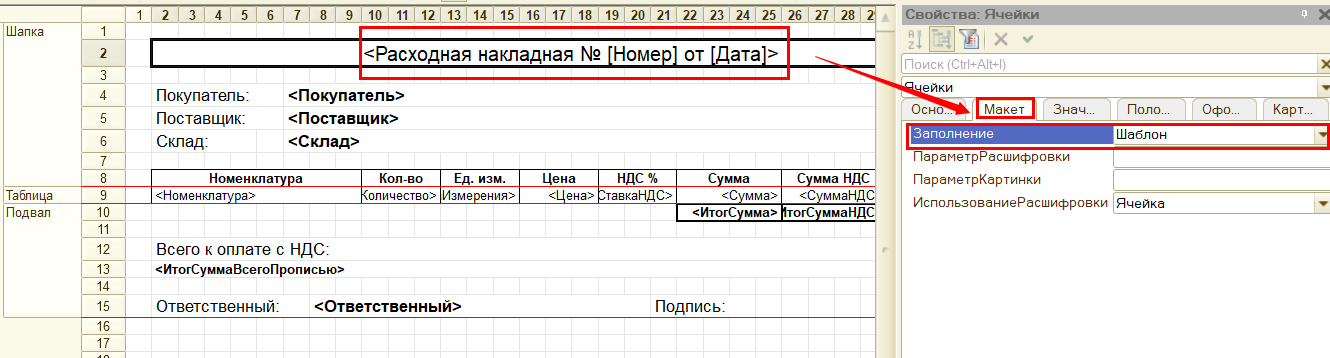 Свойства: Ячейки
1 2 3 4 5 6 7 8 9 10 11 12 13 14 15 16 17 18 19 20 21 22 23 24 25 26 27 28 29
Шапка 1
2 <Расходная накладная № [Номер] от [Дата]>
3
4 Покупатель: <Покупатель>
5 Поставщик: <Поставщик>
6 Склад: <Склад>
7
8 Номенклатура Кол-во Ед. изм. Цена НДС % Сумма Сумма НДС
Таблица 9 <Номенклатура> Количество> Измерения> <Цена> СтавкаНДС> <Сумма> <СуммаНДС
Подвал 10 <ИтогСумма> ИтогСуммаНДС
11
12 Всего к оплате с НДС:
13 <ИтогСуммаВсегоПрописью>
14
15 Ответственный: <Ответственный> Подпись:
16
17
18
Поиск (Ctrl+Alt+I)
Ячейки
Осно... Макет Знач... Поло... Офо... Карт...
Заполнение Шаблон
ПараметрРасшифровки
ПараметрКартинки
ИспользованиеРасшифровки Ячейка